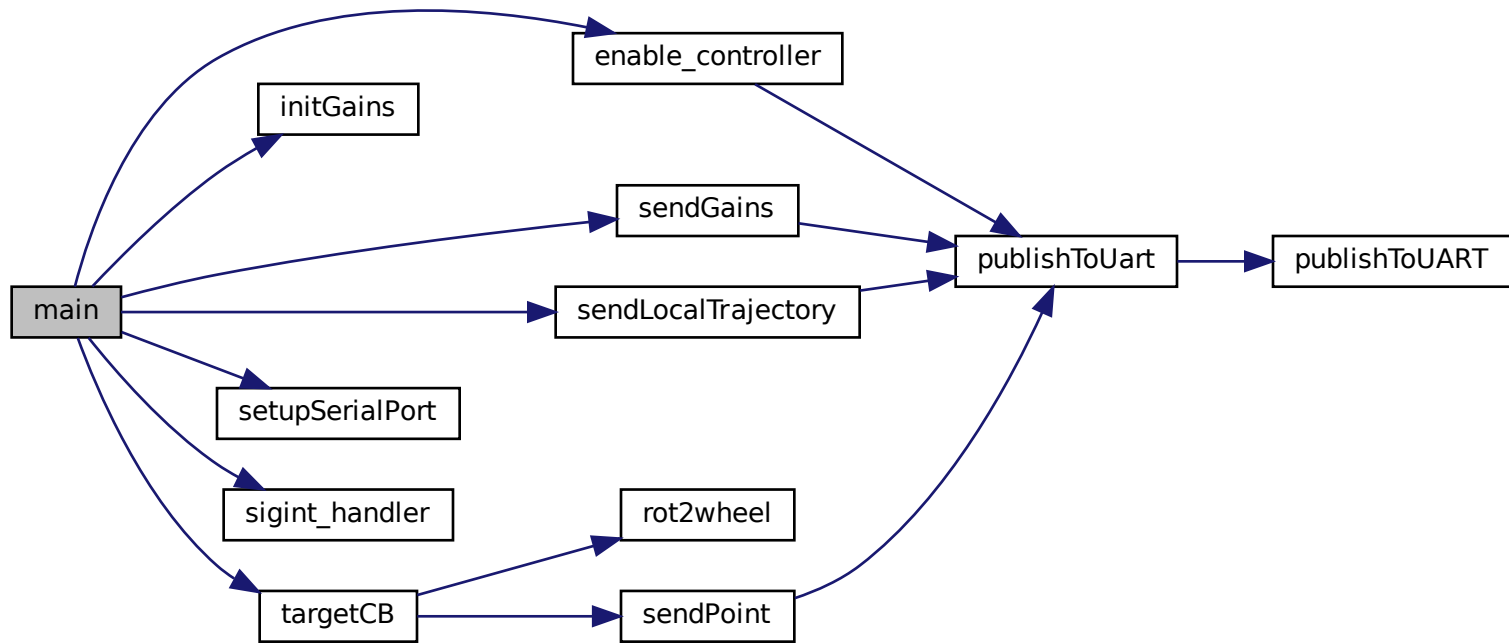 enable_controller
initGains
sendGains
publishToUart
publishToUART
main
sendLocalTrajectory
setupSerialPort
sigint_handler
rot2wheel
targetCB
sendPoint